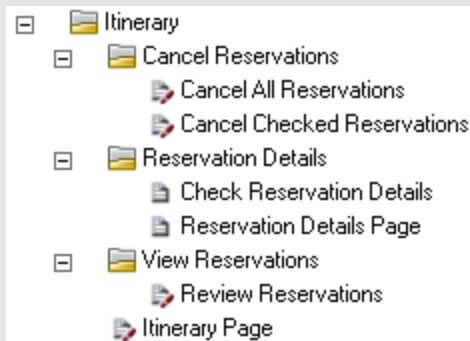 Itinerary
Cancel Reservations
Cancel All Reservations
Cancel Checked Reservations
Reservation Details
Check Reservation Details
Reservation Details Page
View Reservations
Review Reservations
Itinerary Page